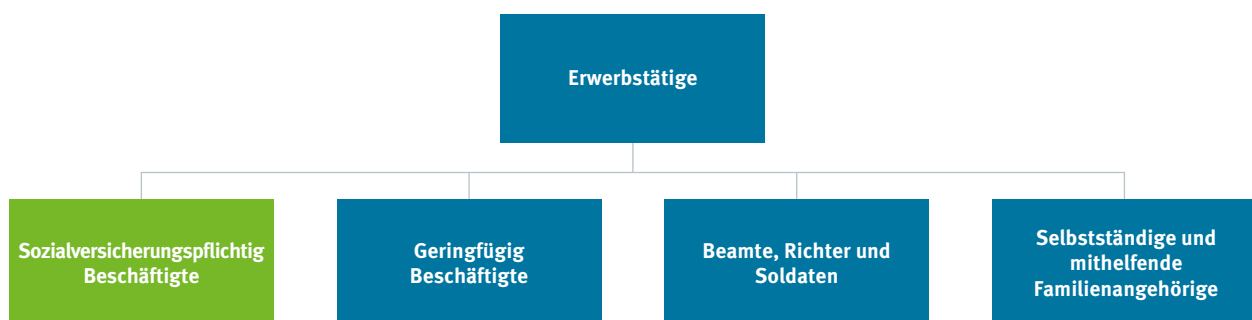 Erwerbstätige
Sozialversicherungspflichtig
Beschäftigte
Geringfügig
Beschäftigte
Beamte, Richter und
Soldaten
Selbstständige und
mithelfende
Familienangehörige